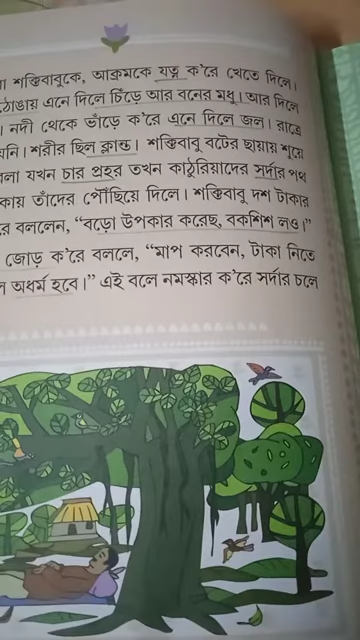 শক্তিবাবুকে, আক্রমকে যত্ন ক'রে খেতে দিলে।
ঠোঙায় এনে দিলে চিঁড়ে আর বনের মধু। আর দিলে
। নদী থেকে ভাঁড়ে ক'রে এনে দিলে জল। রাত্রে
য়নি। শরীর ছিল ক্লান্ত। শক্তিবাবু বটের ছায়ায় শুয়ে
বেলা যখন চার প্রহর তখন কাঠুরিয়াদের সর্দার পথ
কায় তাঁদের পৌঁছিয়ে দিলে। শক্তিবাবু দশ টাকার
রে বললেন, “বড়ো উপকার করেছ, বকশিশ লও।”
জোড় ক'রে বললে, “মাপ করবেন, টাকা নিতে
ল অধর্ম হবে।” এই বলে নমস্কার ক'রে সর্দার চলে